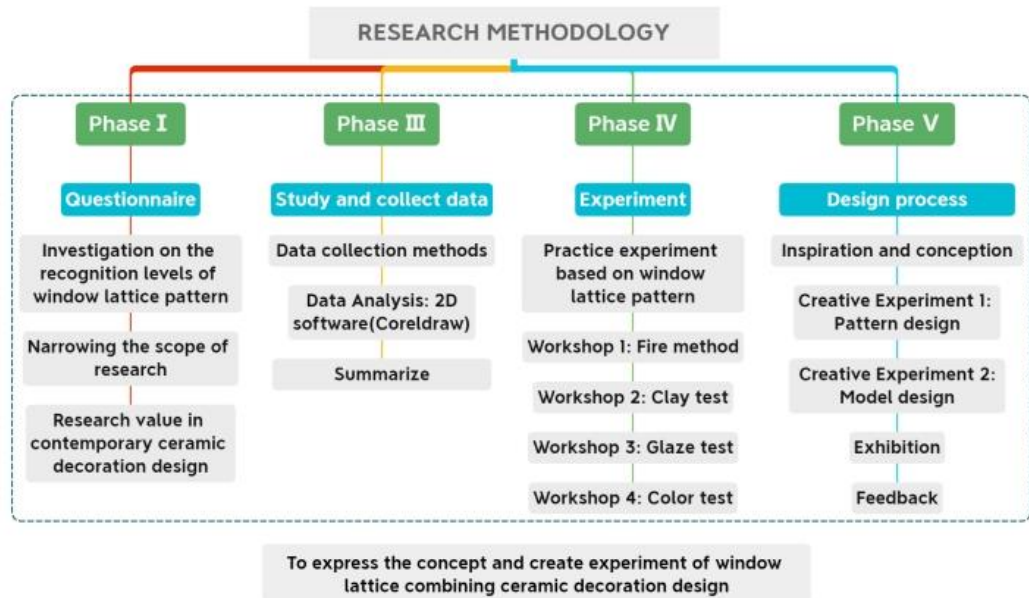 RESEARCH METHODOLOGY
Phase I
Questionnaire
Investigation on the
recognition levels of
window lattice pattern
Narrowing the scope of
research
Research value in
contemporary ceramic
decoration design
Phase III
Study and collect data
Data collection methods
Data Analysis: 2D
software(Coreldraw)
Summarize
Phase IV
Experiment
Practice experiment
based on window
lattice pattern
Workshop 1: Fire method
Workshop 2: Clay test
Workshop 3: Glaze test
Workshop 4: Color test
Phase V
Design process
Inspiration and conception
Creative Experiment 1:
Pattern design
Creative Experiment 2:
Model design
Exhibition
Feedback
To express the concept and create experiment of window
lattice combining ceramic decoration design